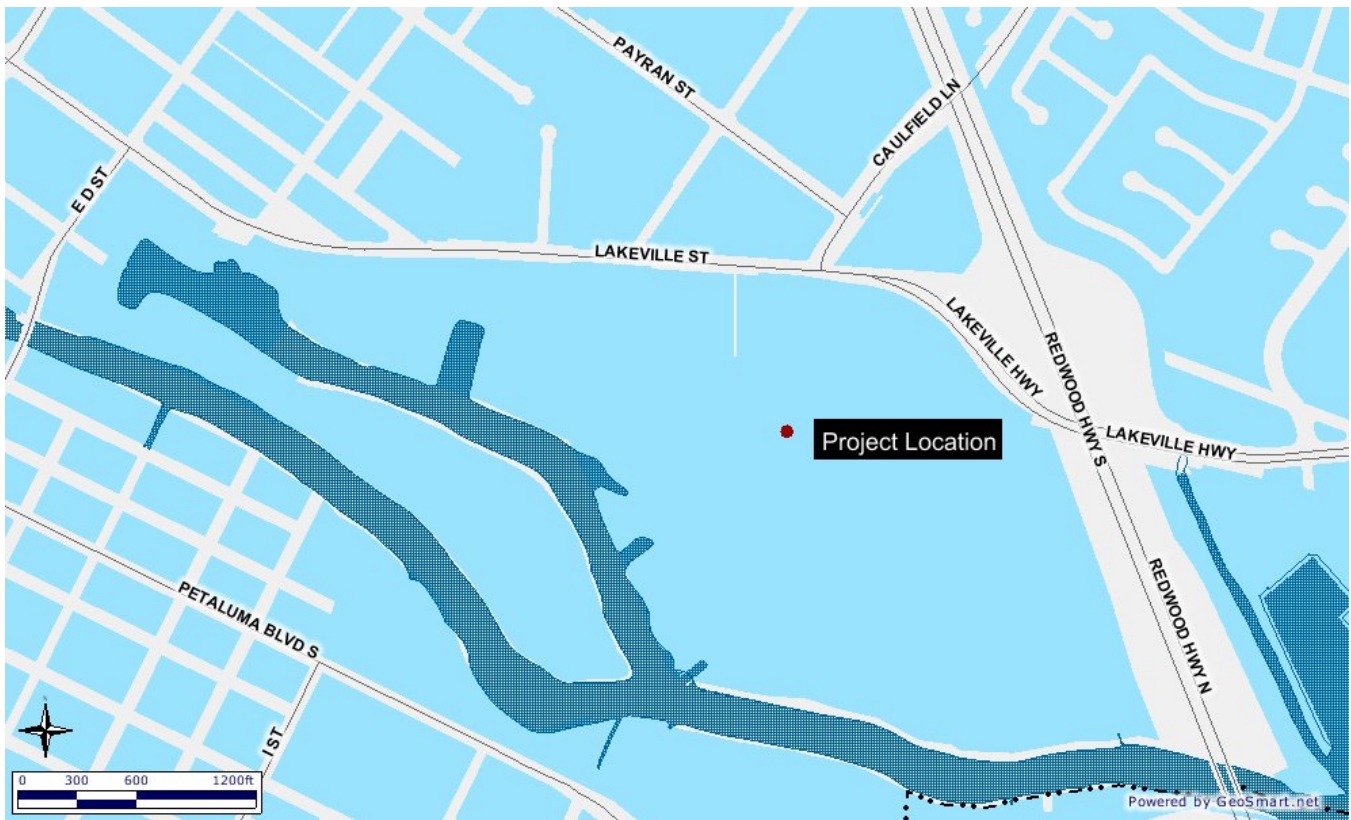 PAYRAN ST
CAULFIELD LN
E D ST
LAKEVILLE ST
LAKEVILLE HWY
REDWOOD HWY S
LAKEVILLE HWY
Project Location
REDWOOD HWY N
PETALUMA BLVD S
I ST
0 300 600 1200ft
Powered by GeoSmart.net